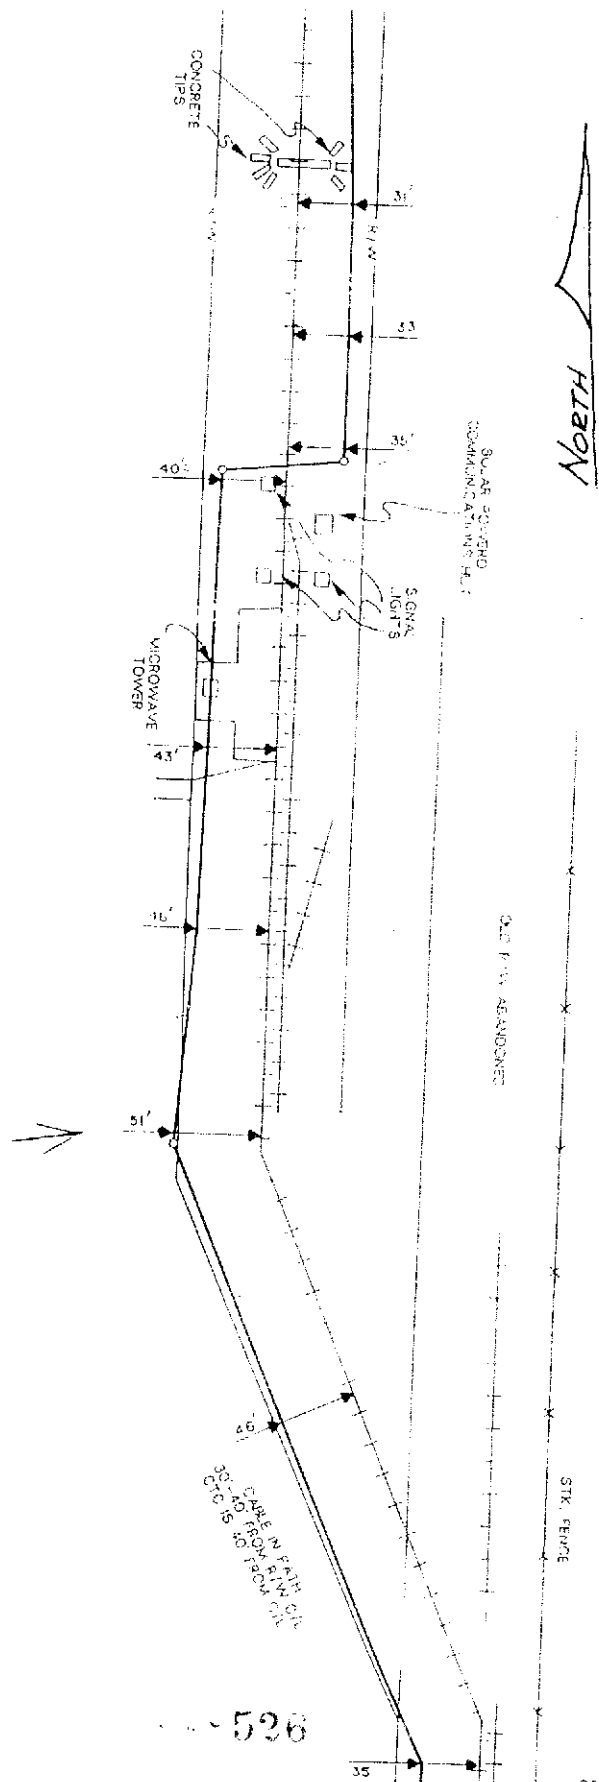 CONCRETE
TIPS
31'
R/W
R/W
33
NORTH
35'
40'
SOLAR POWERD
COMMUNICATIONS HUT
SIGNAL
LIGHTS
MICROWAVE
TOWER
43'
46'
OLD R/W ABANDONED
51'
46'
STK. FENCE
CABLE IN PATH
30'-40' FROM R/W C/L
CTC IS 40' FROM C/L
526
35